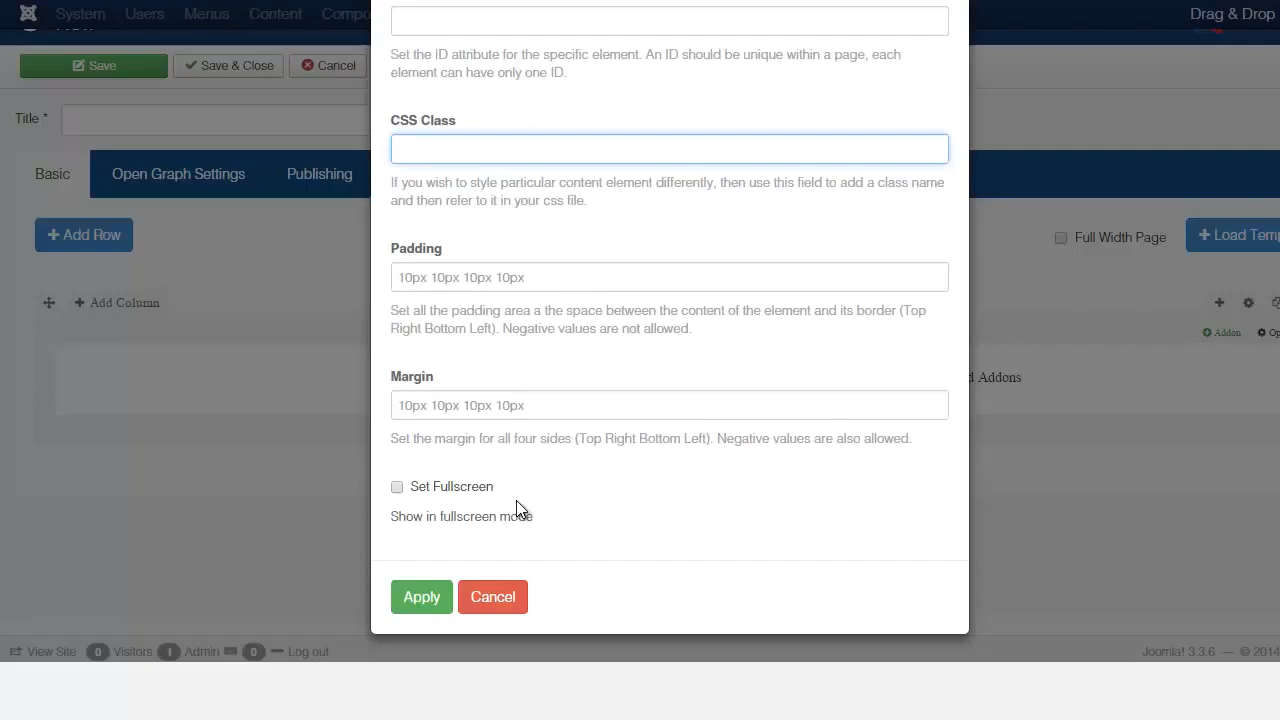 System Users Menus Content Compo
Drag & Drop
Save
Save & Close
Cancel
Title *
Basic
Open Graph Settings
Publishing
Add Row
Full Width Page
Load Temp
Add Column
Addon
Op
d Addons
Set the ID attribute for the specific element. An ID should be unique within a page, each
element can have only one ID.
CSS Class
If you wish to style particular content element differently, then use this field to add a class name
and then refer to it in your css file.
Padding
10px 10px 10px 10px
Set all the padding area a the space between the content of the element and its border (Top
Right Bottom Left). Negative values are not allowed.
Margin
10px 10px 10px 10px
Set the margin for all four sides (Top Right Bottom Left). Negative values are also allowed.
Set Fullscreen
Show in fullscreen mode
Apply
Cancel
View Site 0 Visitors 1 Admin 0 Log out
Joomla! 3.3.6 — © 2014